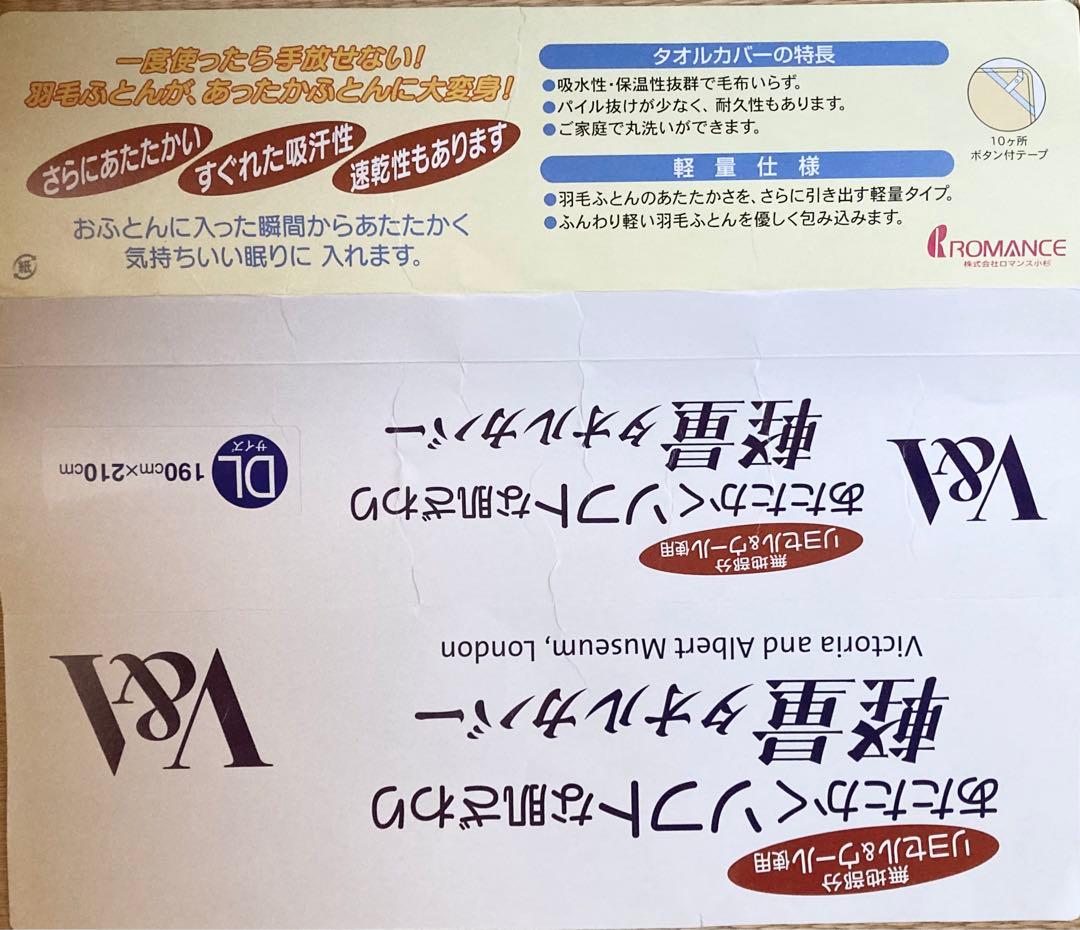 一度使ったら手放せない!
羽毛ふとんが、あったかふとんに大変身!
さらにあたたかい
すぐれた吸汗性
速乾性もあります
おふとんに入った瞬間からあたたかく
気持ちいい眠りに 入れます。
紙
タオルカバーの特長
●吸水性・保温性抜群で毛布いらず。
●パイル抜けが少なく、耐久性もあります。
●ご家庭で丸洗いができます。
軽量仕様
●羽毛ふとんのあたたかさを、さらに引き出す軽量タイプ。
●ふんわり軽い羽毛ふとんを優しく包み込みます。
10ヶ所
ボタン付テープ
ROMANCE
株式会社ロマンス小杉
無地部分
リヨセル&ウール使用
あたたかくソフトな肌ざわり
軽量タオルカバー
Victoria and Albert Museum, London
V&A
V&A
無地部分
リヨセル&ウール使用
あたたかくソフトな肌ざわり
軽量タオルカバー
DL
サイズ
190cm×210cm